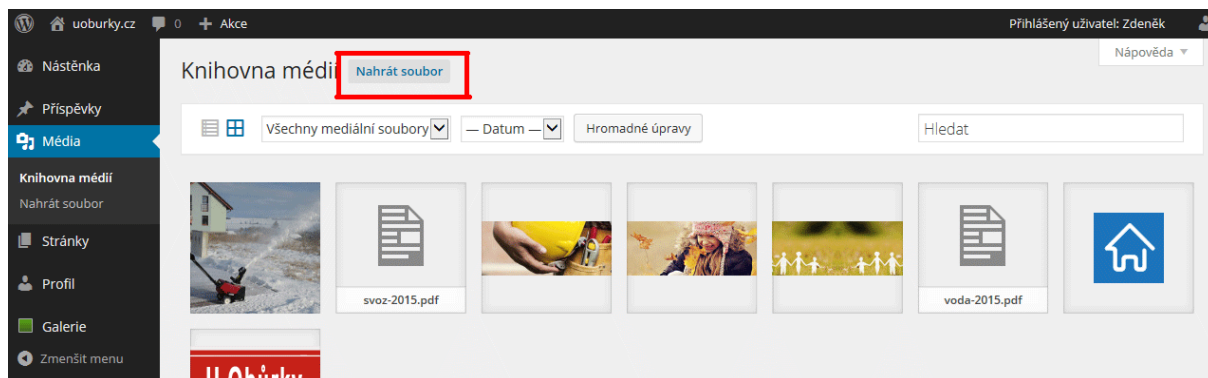 uoburky.cz 0 + Akce Přihlášený uživatel: Zdeněk
Nápověda
Nástěnka
Příspěvky
Média
Knihovna médií
Nahrát soubor
Stránky
Profil
Galerie
Zmenšit menu
Knihovna médií Nahrát soubor
Všechny mediální soubory — Datum — Hromadné úpravy Hledat
svoz-2015.pdf
voda-2015.pdf
U Obůrky